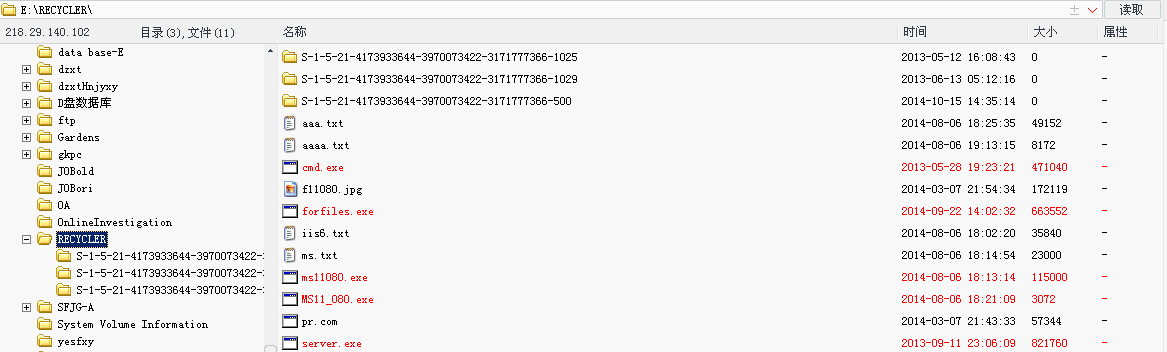 E:\RECYCLER\ 读取
218.29.140.102 目录(3),文件(11) 名称 时间 大小 属性
data base-E
dzxt
dzxtHnjyxy
D盘数据库
ftp
Gardens
gkpc
JOBold
JOBori
OA
OnlineInvestigation
RECYCLER
S-1-5-21-4173933644-3970073422-
S-1-5-21-4173933644-3970073422-
S-1-5-21-4173933644-3970073422-
SFJG-A
System Volume Information
yesfxy
S-1-5-21-4173933644-3970073422-3171777366-1025 2013-05-12 16:08:43 0 -
S-1-5-21-4173933644-3970073422-3171777366-1029 2013-06-13 05:12:16 0 -
S-1-5-21-4173933644-3970073422-3171777366-500 2014-10-15 14:35:14 0 -
aaa.txt 2014-08-06 18:25:35 49152 -
aaaa.txt 2014-08-06 19:13:15 8172 -
cmd.exe 2013-05-28 19:23:21 471040 -
f11080.jpg 2014-03-07 21:54:34 172119 -
forfiles.exe 2014-09-22 14:02:32 663552 -
iis6.txt 2014-08-06 18:02:20 35840 -
ms.txt 2014-08-06 18:14:54 23000 -
ms11080.exe 2014-08-06 18:13:14 115000 -
MS11_080.exe 2014-08-06 18:21:09 3072 -
pr.com 2014-03-07 21:43:33 57344 -
server.exe 2013-09-11 23:06:09 821760 -